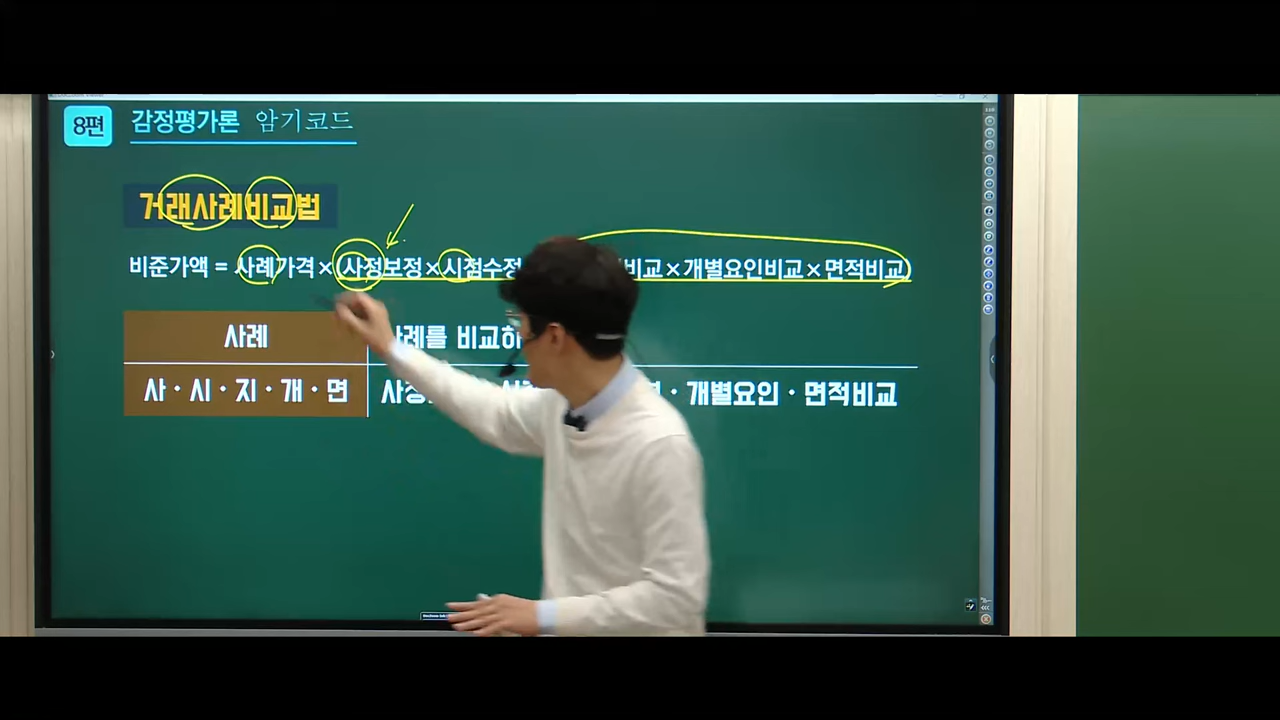 8편 감정평가론 암기코드
거래사례비교법
비준가액 = 사례가격×(사정보정×시점수정 비교×개별요인비교×면적비교)
사례 사례를 비교하
사·시·지·개·면 사정 · 개별요인·면적비교